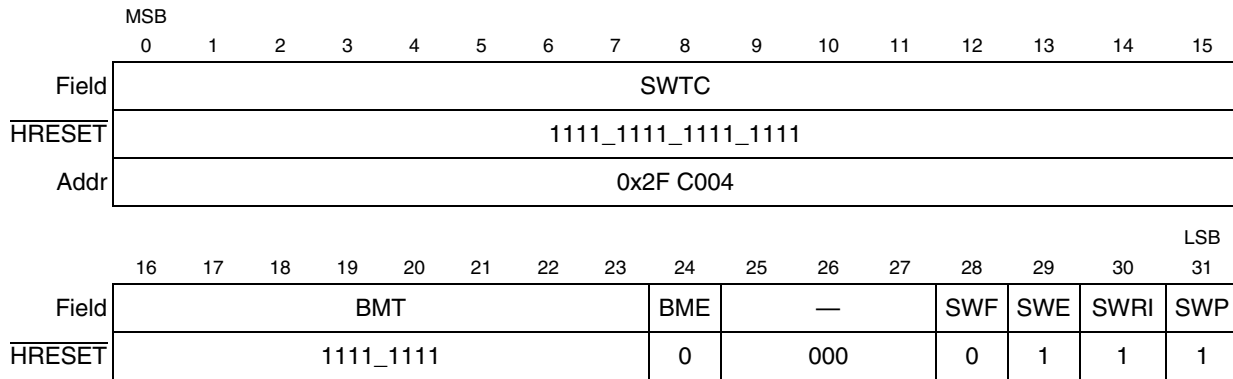 MSB
0 1 2 3 4 5 6 7 8 9 10 11 12 13 14 15
Field SWTC
HRESET 1111_1111_1111_1111
Addr 0x2F C004
LSB
16 17 18 19 20 21 22 23 24 25 26 27 28 29 30 31
Field BMT BME — SWF SWE SWRI SWP
HRESET 1111_1111 0 000 0 1 1 1